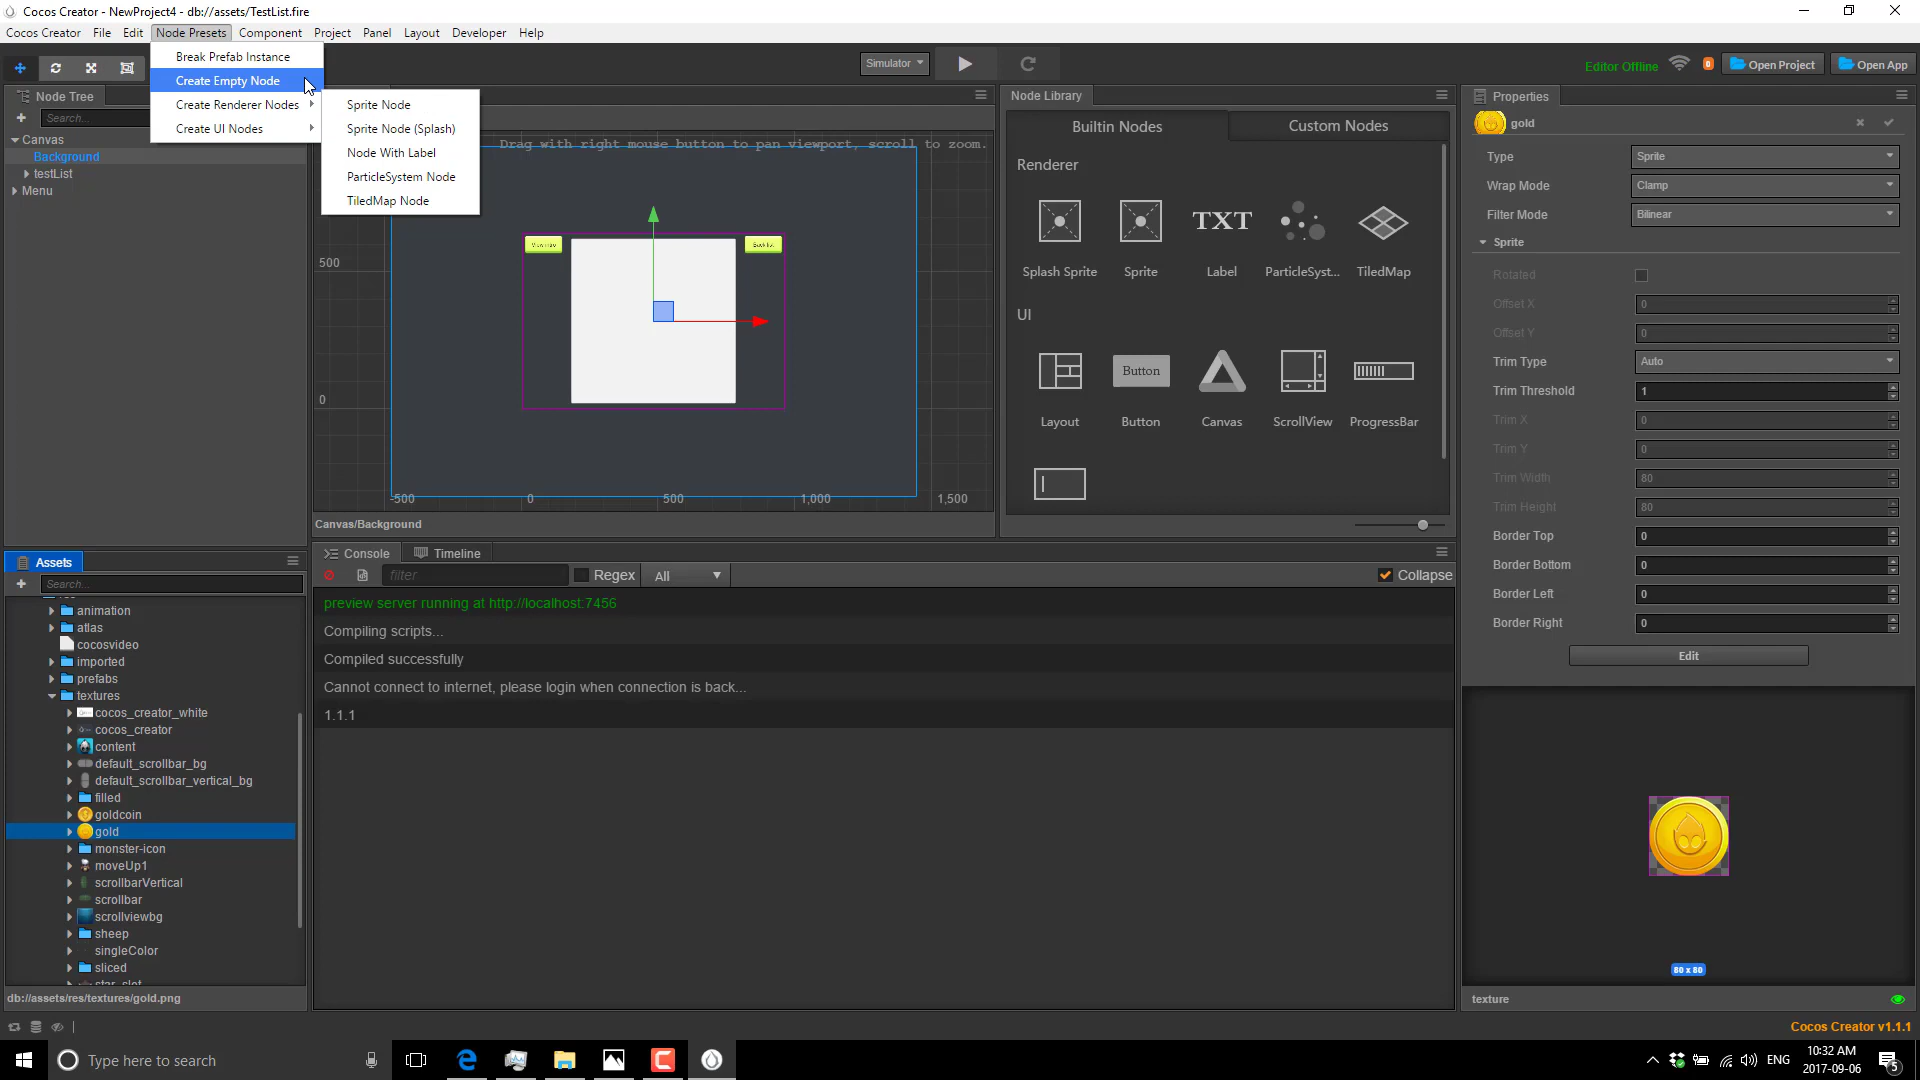 Cocos Creator - NewProject4 - db://assets/TestList.fire
Cocos Creator File Edit Node Presets Component Project Panel Layout Developer Help
Break Prefab Instance
Create Empty Node
Create Renderer Nodes
Create UI Nodes
Sprite Node
Sprite Node (Splash)
Node With Label
ParticleSystem Node
TiledMap Node
Simulator
Editor Offline
0
Open Project
Open App
Node Tree
Search...
Canvas
Background
testList
Menu
Drag with right mouse button to pan viewport, scroll to zoom.
500
0
-500 0 500 1,000 1,500
Canvas/Background
Node Library
Builtin Nodes
Custom Nodes
Renderer
TXT
Splash Sprite Sprite Label ParticleSyst... TiledMap
UI
Button
Layout Button Canvas ScrollView ProgressBar
Properties
gold
Type Sprite
Wrap Mode Clamp
Filter Mode Bilinear
Sprite
Rotated
Offset X 0
Offset Y 0
Trim Type Auto
Trim Threshold 1
Trim X 0
Trim Y 0
Trim Width 80
Trim Height 80
Border Top 0
Border Bottom 0
Border Left 0
Border Right 0
Edit
80 x 80
texture
Assets
Search...
animation
atlas
cocosvideo
imported
prefabs
textures
cocos_creator_white
cocos_creator
content
default_scrollbar_bg
default_scrollbar_vertical_bg
filled
goldcoin
gold
monster-icon
moveUp1
scrollbarVertical
scrollbar
scrollviewbg
sheep
singleColor
sliced
db://assets/res/textures/gold.png
Console Timeline
filter Regex All Collapse
preview server running at http://localhost:7456
Compiling scripts...
Compiled successfully
Cannot connect to internet, please login when connection is back...
1.1.1
Cocos Creator v1.1.1
Type here to search
ENG
10:32 AM
2017-09-06
5